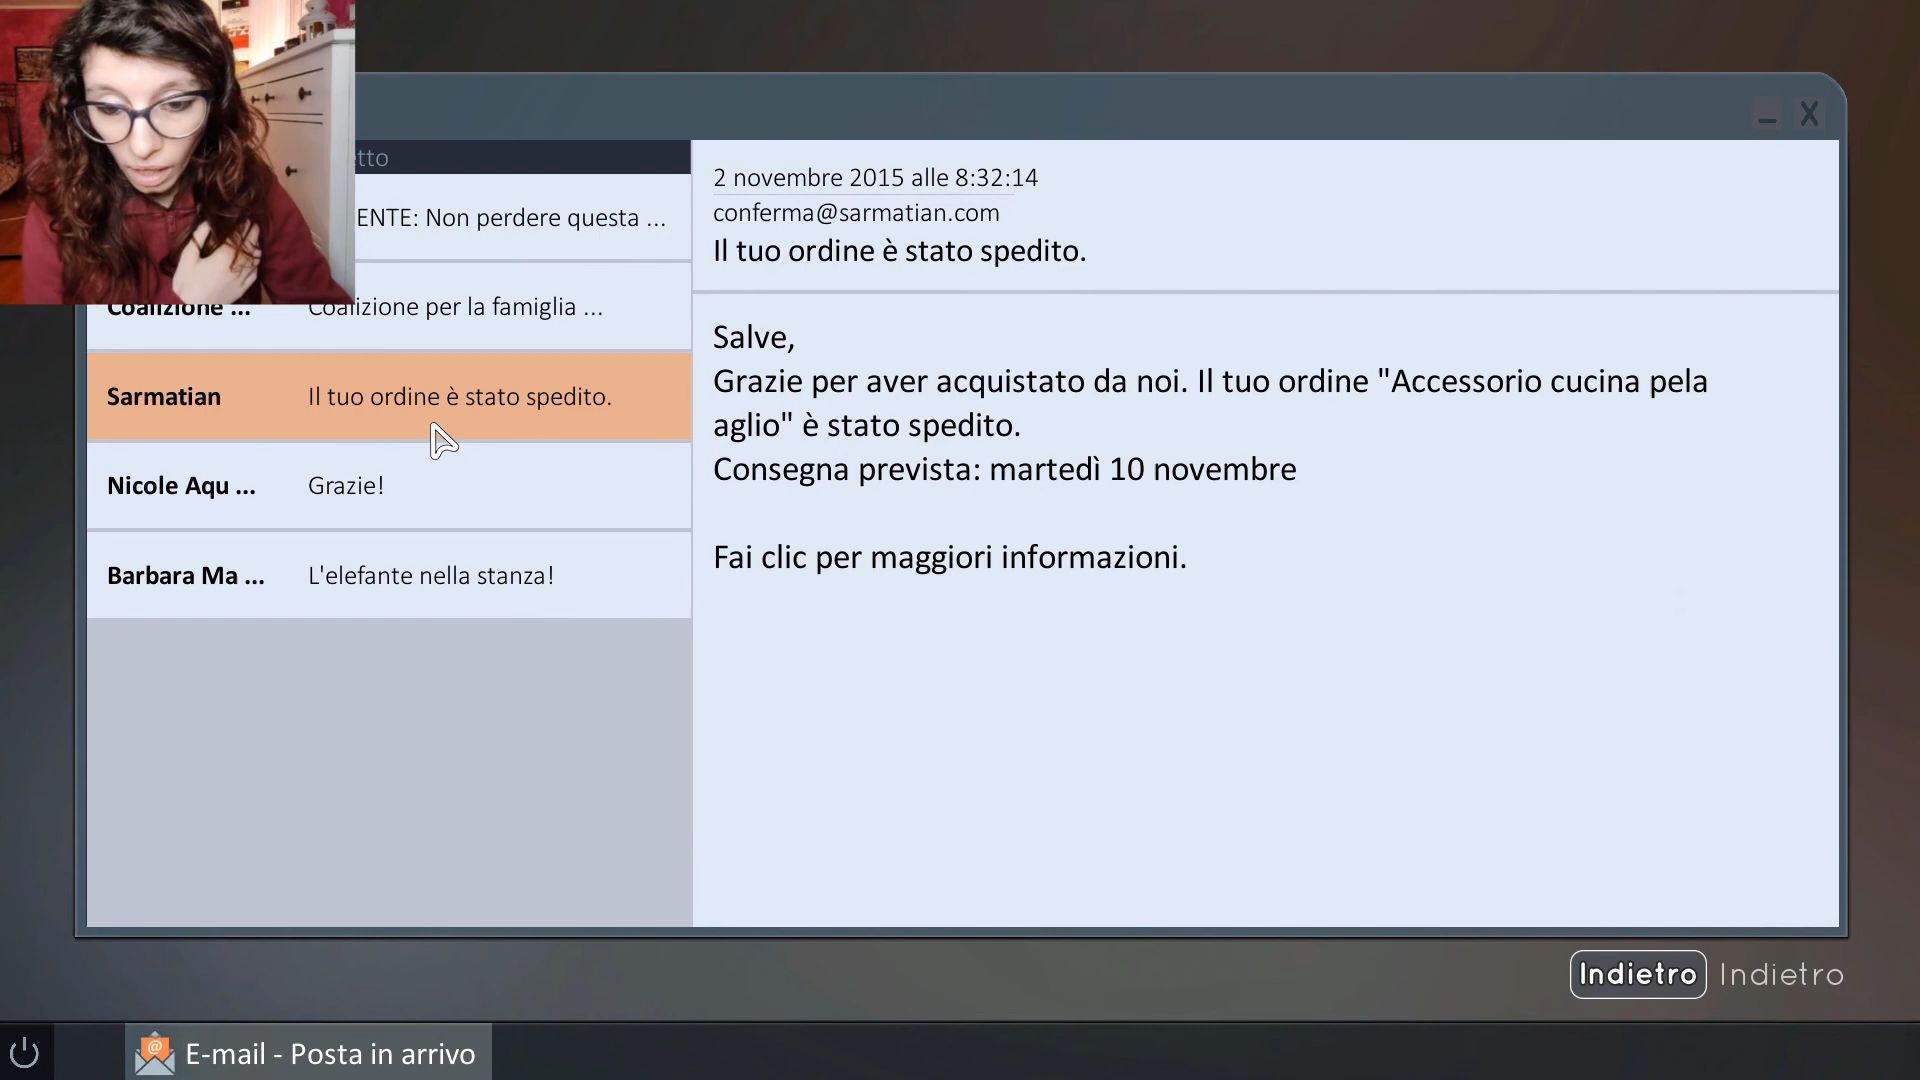 etto
ENTE: Non perdere questa ...
Coalizione ...
Coalizione per la famiglia ...
Sarmatian
Il tuo ordine è stato spedito.
Nicole Aqu ...
Grazie!
Barbara Ma ...
L'elefante nella stanza!
X
2 novembre 2015 alle 8:32:14
conferma@sarmatian.com
Il tuo ordine è stato spedito.
Salve,
Grazie per aver acquistato da noi. Il tuo ordine "Accessorio cucina pela
aglio" è stato spedito.
Consegna prevista: martedì 10 novembre
Fai clic per maggiori informazioni.
Indietro Indietro
E-mail - Posta in arrivo